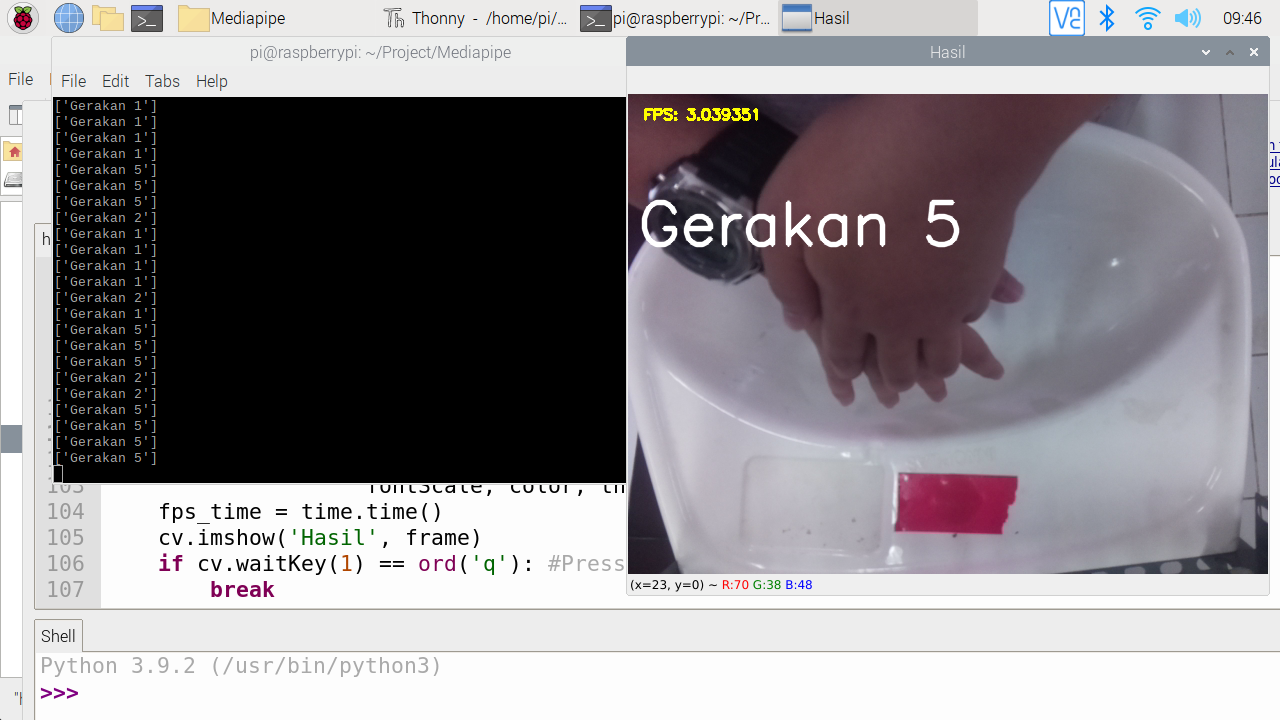 Mediapipe
Thonny - /home/pi/...
pi@raspberrypi: ~/Pr...
Hasil
09:46
File
pi@raspberrypi: ~/Project/Mediapipe
File Edit Tabs Help
['Gerakan 1']
['Gerakan 1']
['Gerakan 1']
['Gerakan 1']
['Gerakan 5']
['Gerakan 5']
['Gerakan 5']
['Gerakan 2']
['Gerakan 1']
['Gerakan 1']
['Gerakan 1']
['Gerakan 1']
['Gerakan 2']
['Gerakan 1']
['Gerakan 5']
['Gerakan 5']
['Gerakan 5']
['Gerakan 2']
['Gerakan 2']
['Gerakan 5']
['Gerakan 5']
['Gerakan 5']
['Gerakan 5']
Hasil
FPS: 3.039351
Gerakan 5
(x=23, y=0) ~ R:70 G:38 B:48
103 fontScale, color, th
104 fps_time = time.time()
105 cv.imshow('Hasil', frame)
106 if cv.waitKey(1) == ord('q'): #Press
107 break
Shell
Python 3.9.2 (/usr/bin/python3)
>>>